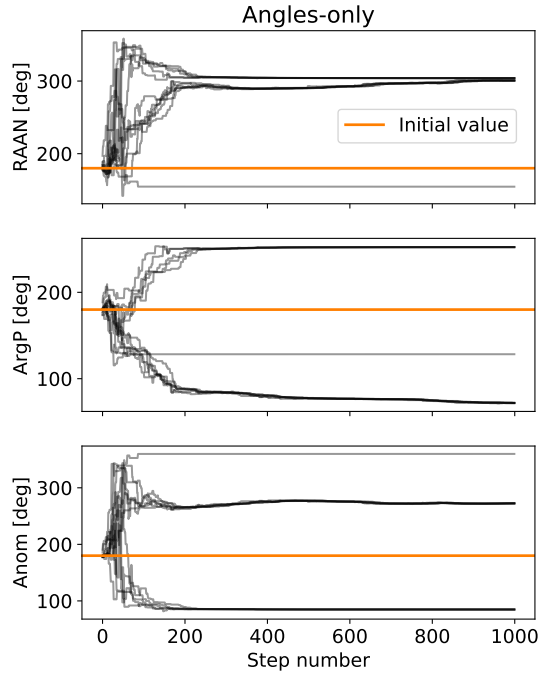 Angles-only
RAAN [deg]
300
200
Initial value
ArgP [deg]
200
100
Anom [deg]
300
200
100
0 200 400 600 800 1000
Step number